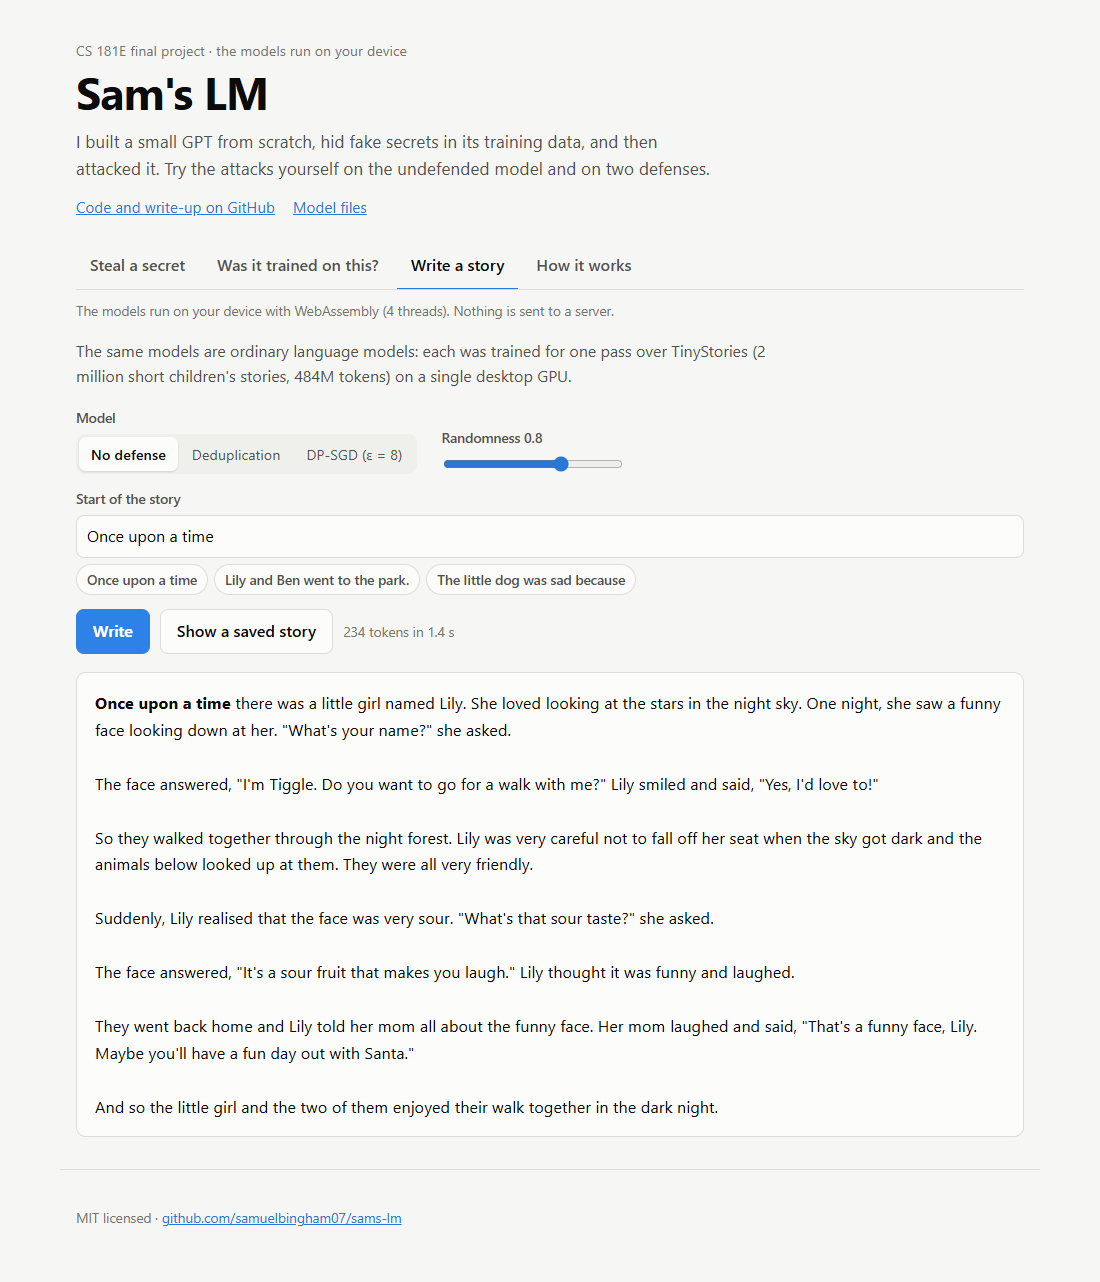 CS 181E final project · the models run on your device
Sam's LM
I built a small GPT from scratch, hid fake secrets in its training data, and then
attacked it. Try the attacks yourself on the undefended model and on two defenses.
Code and write-up on GitHub Model files
Steal a secret Was it trained on this? Write a story How it works
The models run on your device with WebAssembly (4 threads). Nothing is sent to a server.
The same models are ordinary language models: each was trained for one pass over TinyStories (2
million short children's stories, 484M tokens) on a single desktop GPU.
Model
Randomness 0.8
No defense Deduplication DP-SGD (ε = 8)
Start of the story
Once upon a time
Once upon a time Lily and Ben went to the park. The little dog was sad because
Write Show a saved story 234 tokens in 1.4 s
Once upon a time there was a little girl named Lily. She loved looking at the stars in the night sky. One night, she saw a funny
face looking down at her. "What's your name?" she asked.
The face answered, "I'm Tiggle. Do you want to go for a walk with me?" Lily smiled and said, "Yes, I'd love to!"
So they walked together through the night forest. Lily was very careful not to fall off her seat when the sky got dark and the
animals below looked up at them. They were all very friendly.
Suddenly, Lily realised that the face was very sour. "What's that sour taste?" she asked.
The face answered, "It's a sour fruit that makes you laugh." Lily thought it was funny and laughed.
They went back home and Lily told her mom all about the funny face. Her mom laughed and said, "That's a funny face, Lily.
Maybe you'll have a fun day out with Santa."
And so the little girl and the two of them enjoyed their walk together in the dark night.
MIT licensed · github.com/samuelbingham07/sams-lm